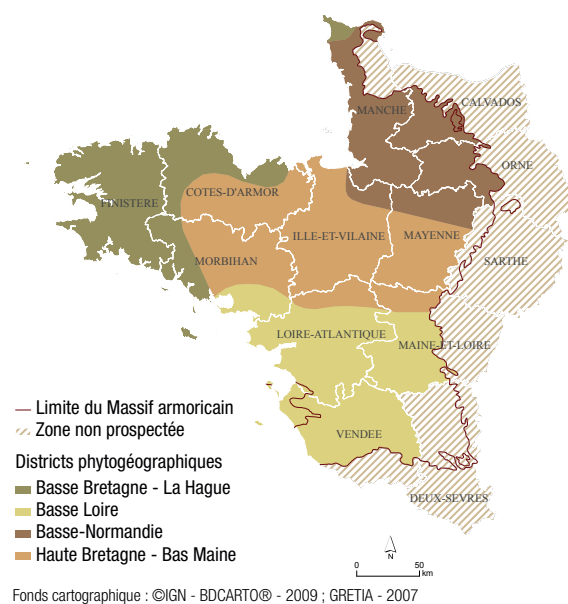 MANCHE
CALVADOS
ORNE
FINISTERE
COTES-D'ARMOR
ILLE-ET-VILAINE
MAYENNE
SARTHE
MORBIHAN
LOIRE-ATLANTIQUE
MAINE-ET-LOIRE
VENDEE
DEUX-SEVRES
Limite du Massif armoricain
Zone non prospectée
Districts phytogéographiques
Basse Bretagne - La Hague
Basse Loire
Basse-Normandie
Haute Bretagne - Bas Maine
N
0 50
km
Fonds cartographique : ©IGN - BDCARTO® - 2009 ; GRETIA - 2007